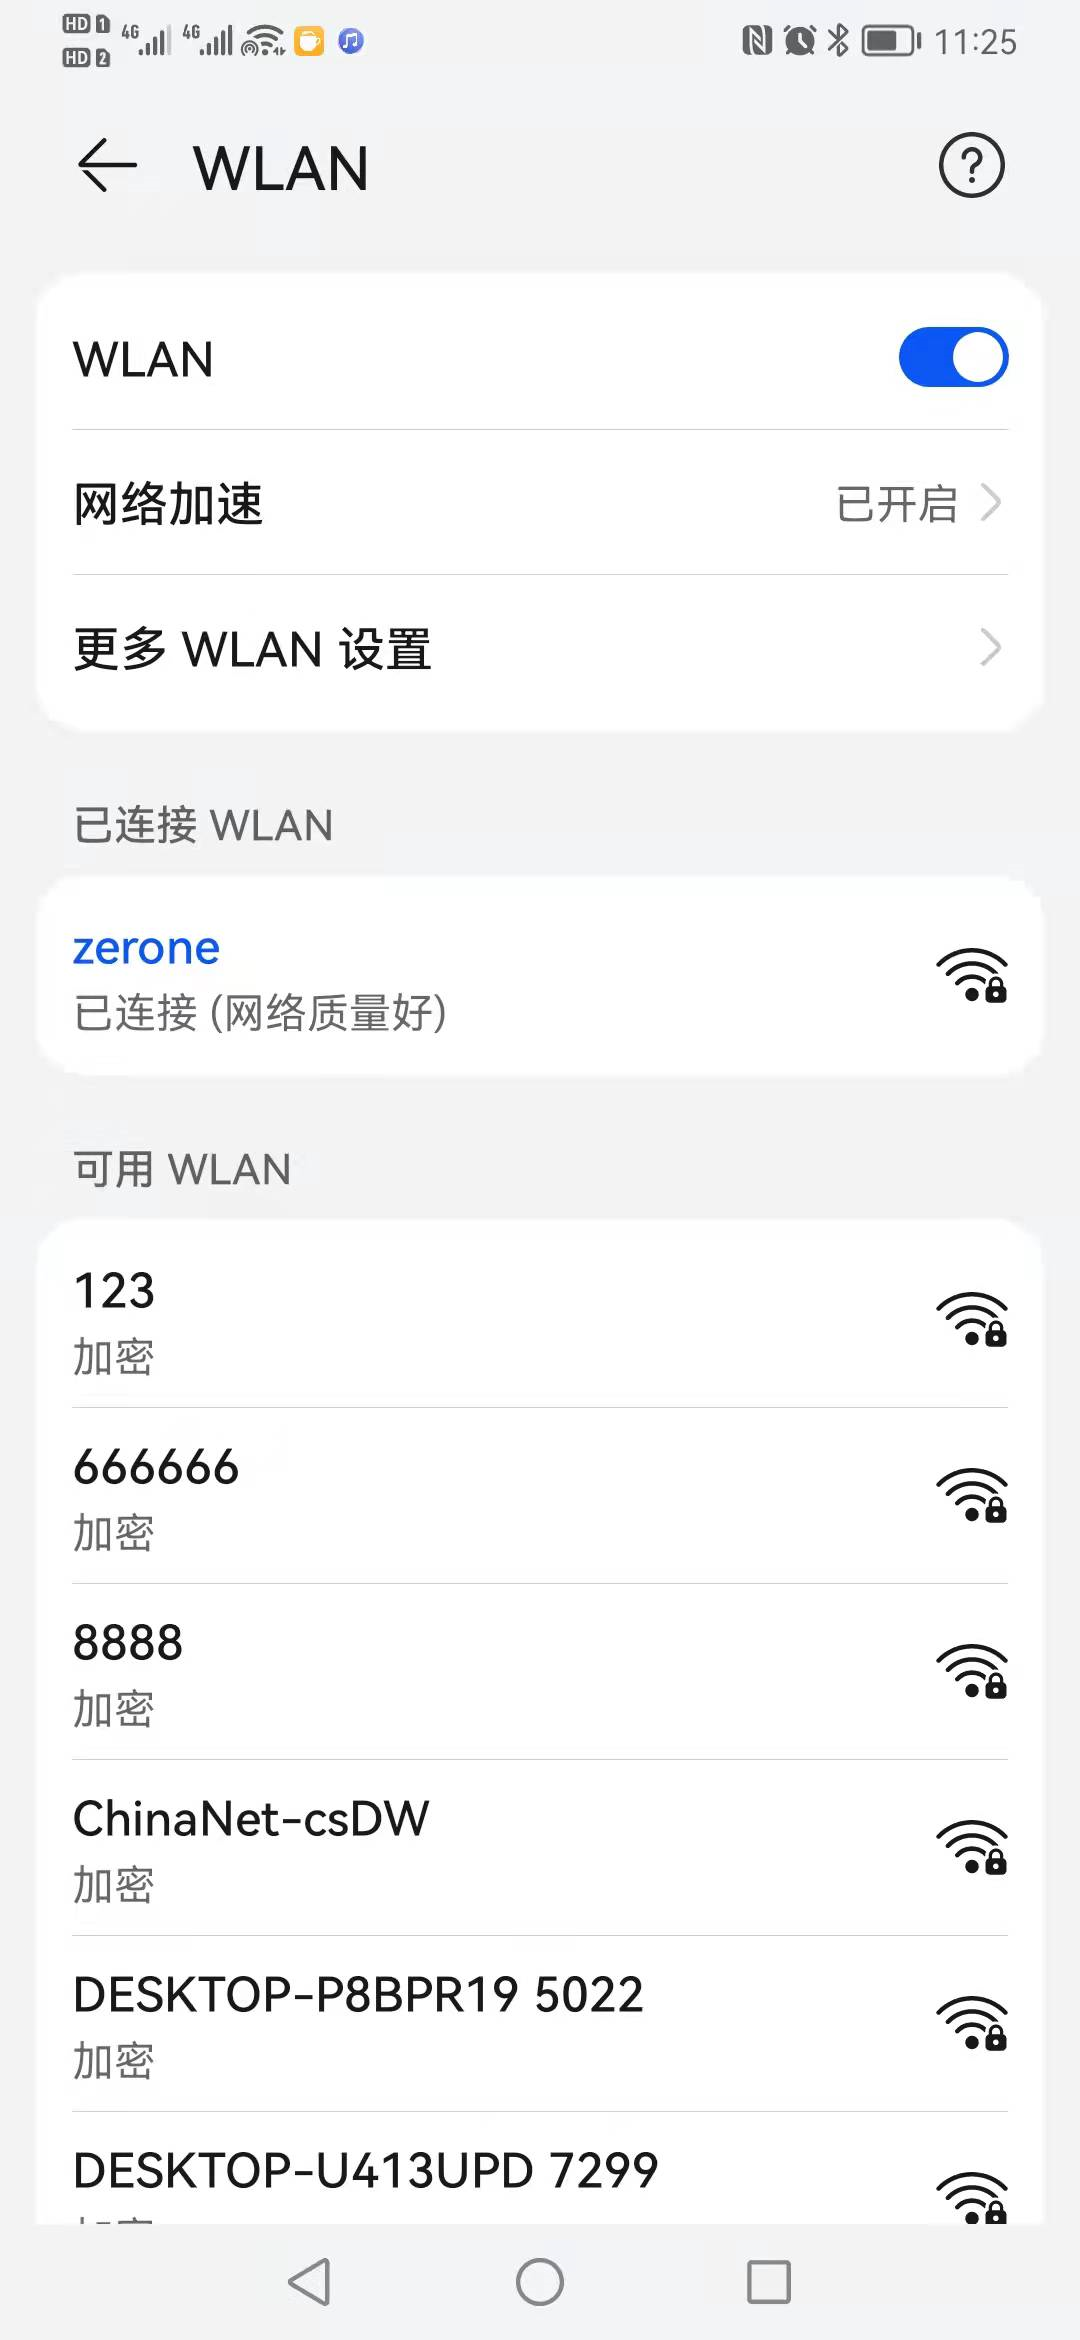 HD 1 4G 4G 11:25
HD 2
WLAN
WLAN
网络加速 已开启
更多 WLAN 设置
已连接 WLAN
zerone
已连接 (网络质量好)
可用 WLAN
123
加密
666666
加密
8888
加密
ChinaNet-csDW
加密
DESKTOP-P8BPR19 5022
加密
DESKTOP-U413UPD 7299